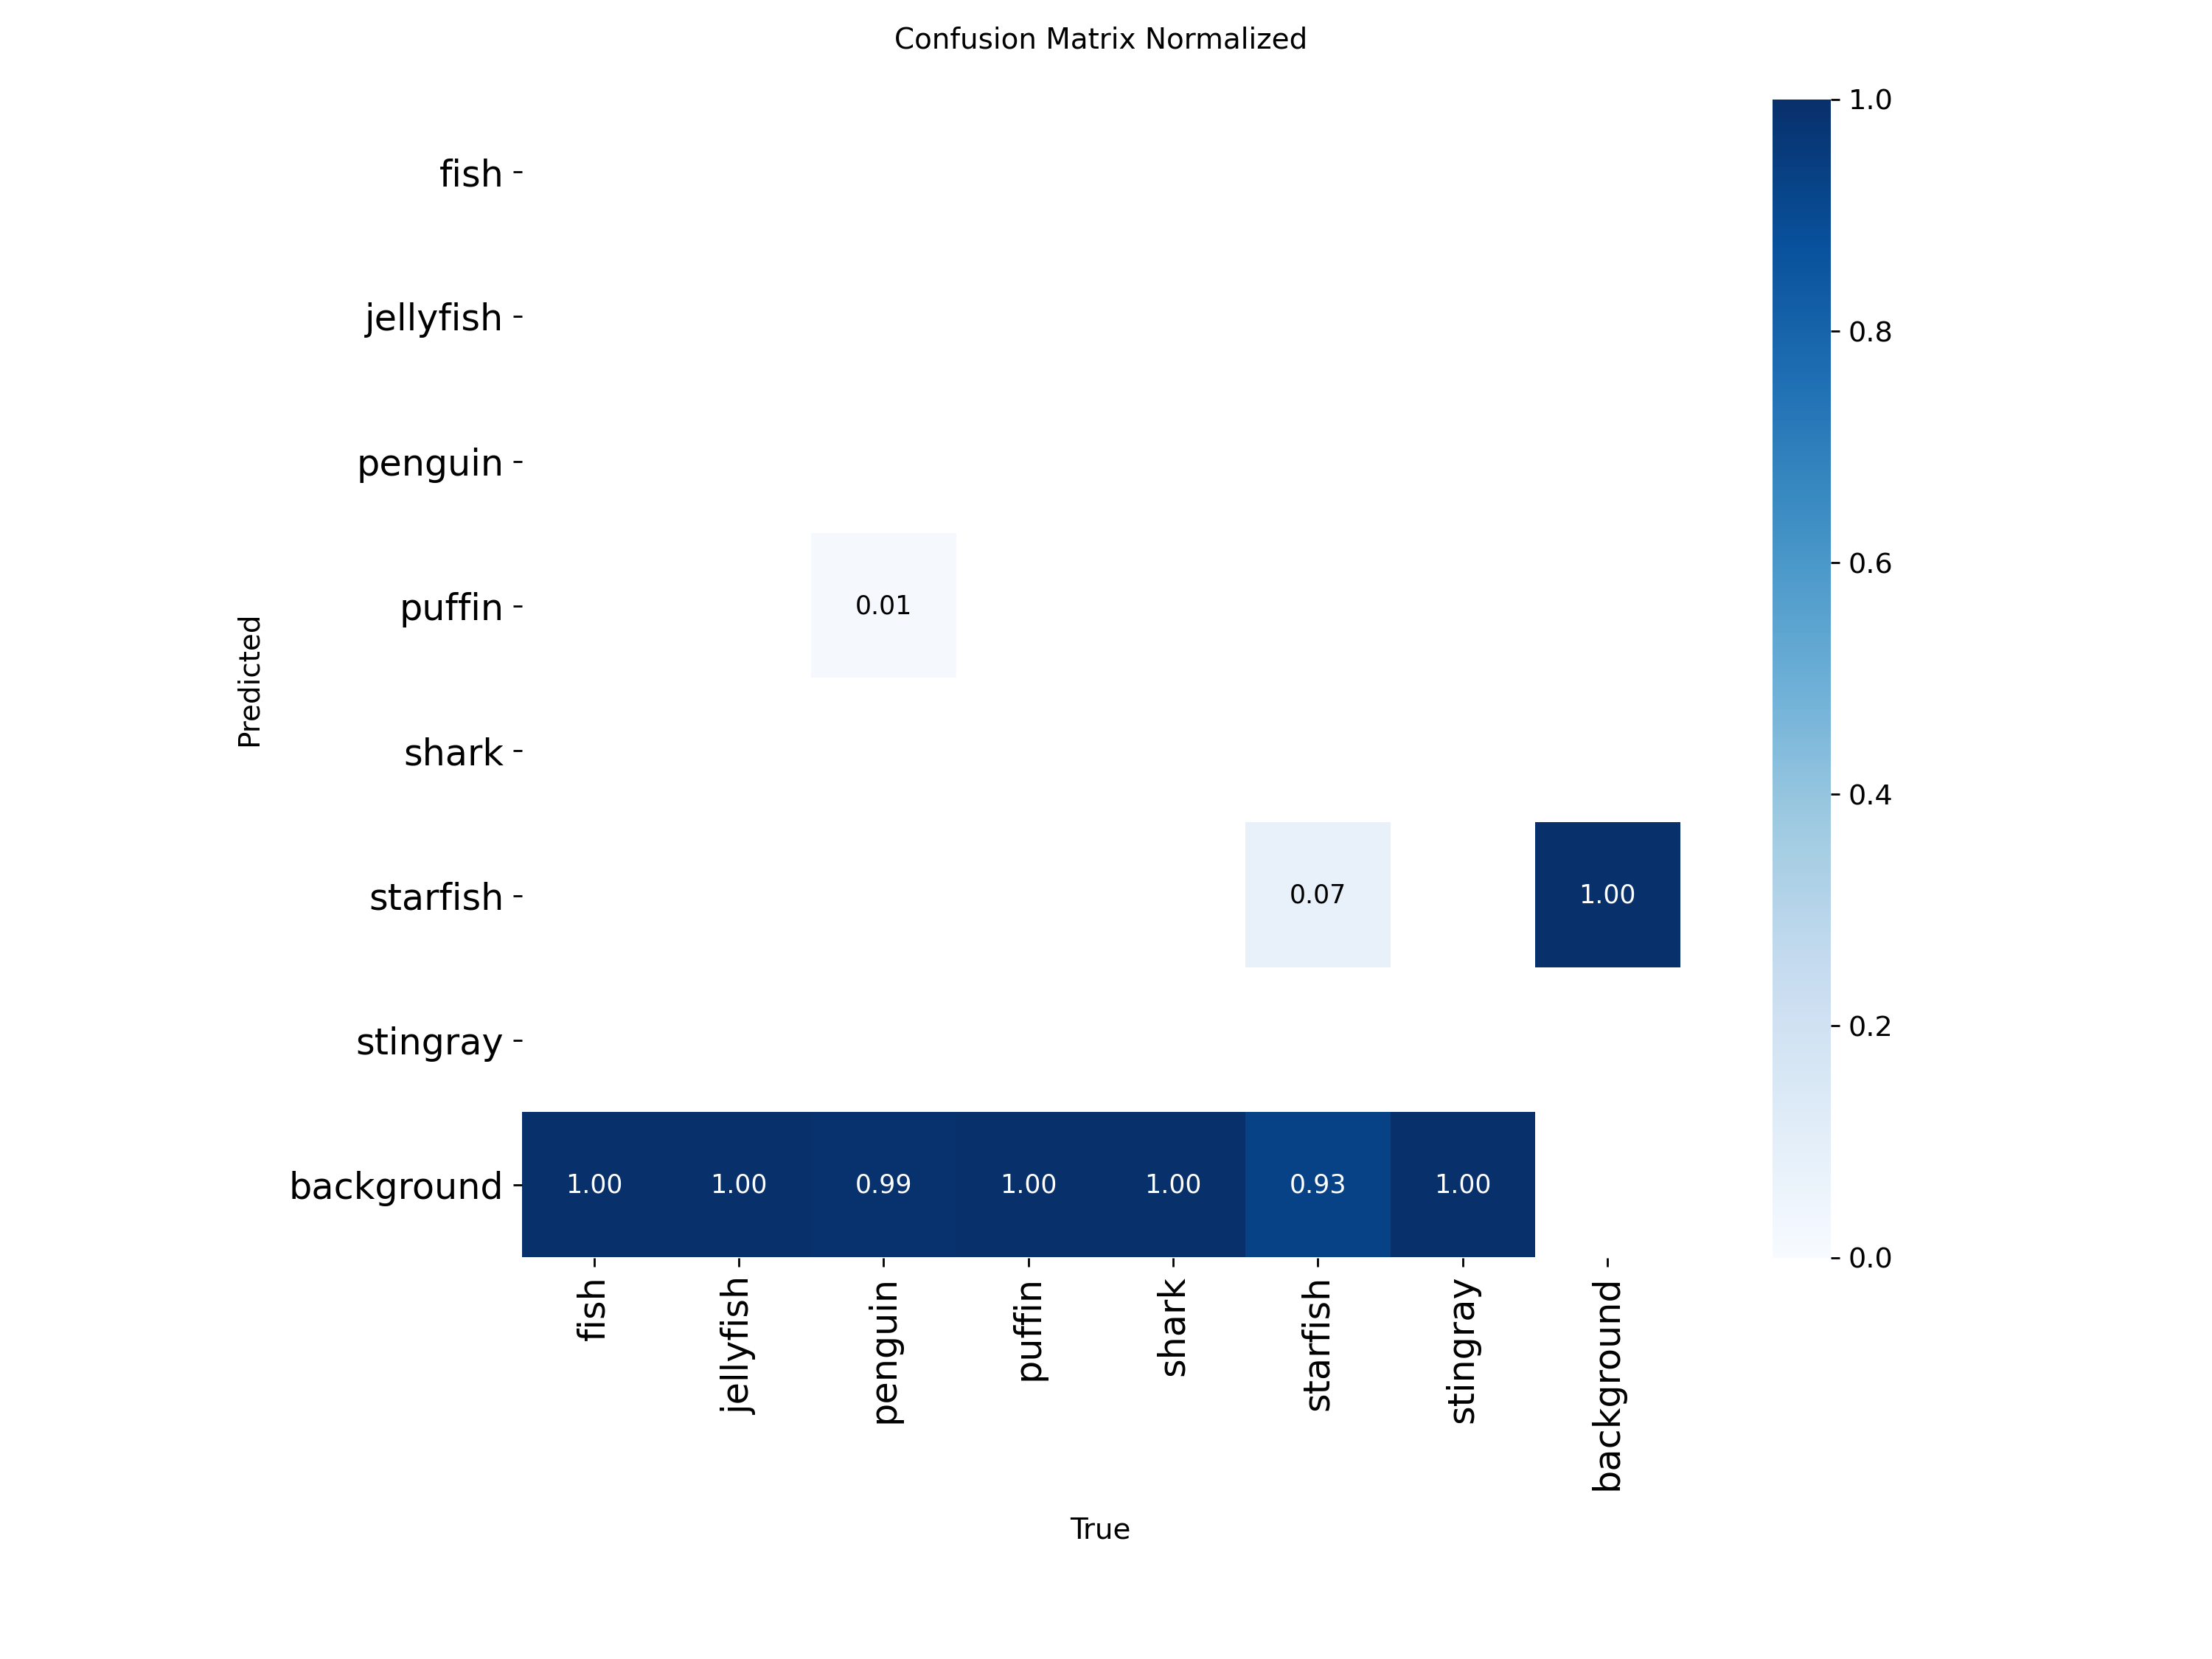 Confusion Matrix Normalized
1.0
fish
jellyfish
0.8
penguin
0.6
puffin
0.01
Predicted
shark
0.4
starfish
0.07
1.00
stingray
0.2
background
1.00
1.00
0.99
1.00
1.00
0.93
1.00
0.0
fish
jellyfish
penguin
puffin
shark
starfish
stingray
background
True